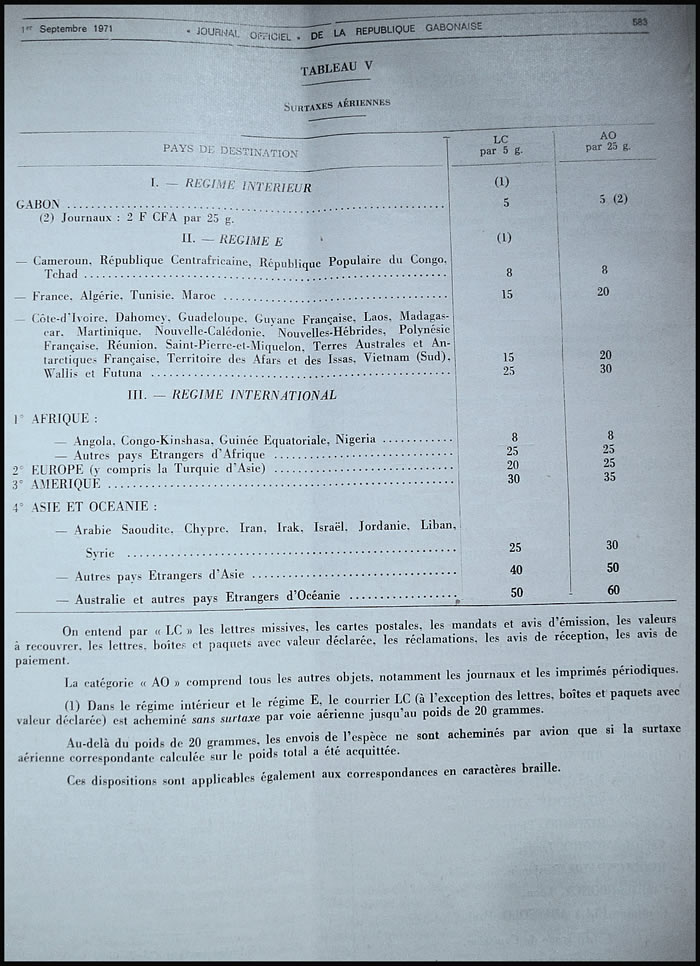 1er Septembre 1971 « JOURNAL OFFICIEL » DE LA REPUBLIQUE GABONAISE 583
TABLEAU V
SURTAXES AÉRIENNES
PAYS DE DESTINATION LC par 5 g. AO par 25 g.
I. — REGIME INTERIEUR (1)
GABON ........ 5 5 (2)
(2) Journaux : 2 F CFA par 25 g.
II. — REGIME E (1)
— Cameroun, République Centrafricaine, République Populaire du Congo,
Tchad ........ 8 8
— France, Algérie, Tunisie, Maroc ........ 15 20
— Côte-d'Ivoire, Dahomey, Guadeloupe, Guyane Française, Laos, Madagas-
car, Martinique, Nouvelle-Calédonie, Nouvelles-Hébrides, Polynésie
Française, Réunion, Saint-Pierre-et-Miquelon, Terres Australes et An-
tarctiques Française, Territoire des Afars et des Issas, Vietnam (Sud), 15 20
Wallis et Futuna ........ 25 30
III. — REGIME INTERNATIONAL
1° AFRIQUE :
— Angola, Congo-Kinshasa, Guinée Equatoriale, Nigeria ........ 8 8
— Autres pays Etrangers d'Afrique ........ 25 25
2° EUROPE (y compris la Turquie d'Asie) ........ 20 25
3° AMERIQUE ........ 30 35
4° ASIE ET OCEANIE :
— Arabie Saoudite, Chypre, Iran, Irak, Israël, Jordanie, Liban,
Syrie ........ 25 30
— Autres pays Etrangers d'Asie ........ 40 50
— Australie et autres pays Etrangers d'Océanie ........ 50 60
On entend par « LC » les lettres missives, les cartes postales, les mandats et avis d'émission, les valeurs
à recouvrer, les lettres, boîtes et paquets avec valeur déclarée, les réclamations, les avis de réception, les avis de
paiement.
La catégorie « AO » comprend tous les autres objets, notamment les journaux et les imprimés périodiques.
(1) Dans le régime intérieur et le régime E, le courrier LC (à l'exception des lettres, boîtes et paquets avec
valeur déclarée) est acheminé sans surtaxe par voie aérienne jusqu'au poids de 20 grammes.
Au-delà du poids de 20 grammes, les envois de l'espèce ne sont acheminés par avion que si la surtaxe
aérienne correspondante calculée sur le poids total a été acquittée.
Ces dispositions sont applicables également aux correspondances en caractères braille.